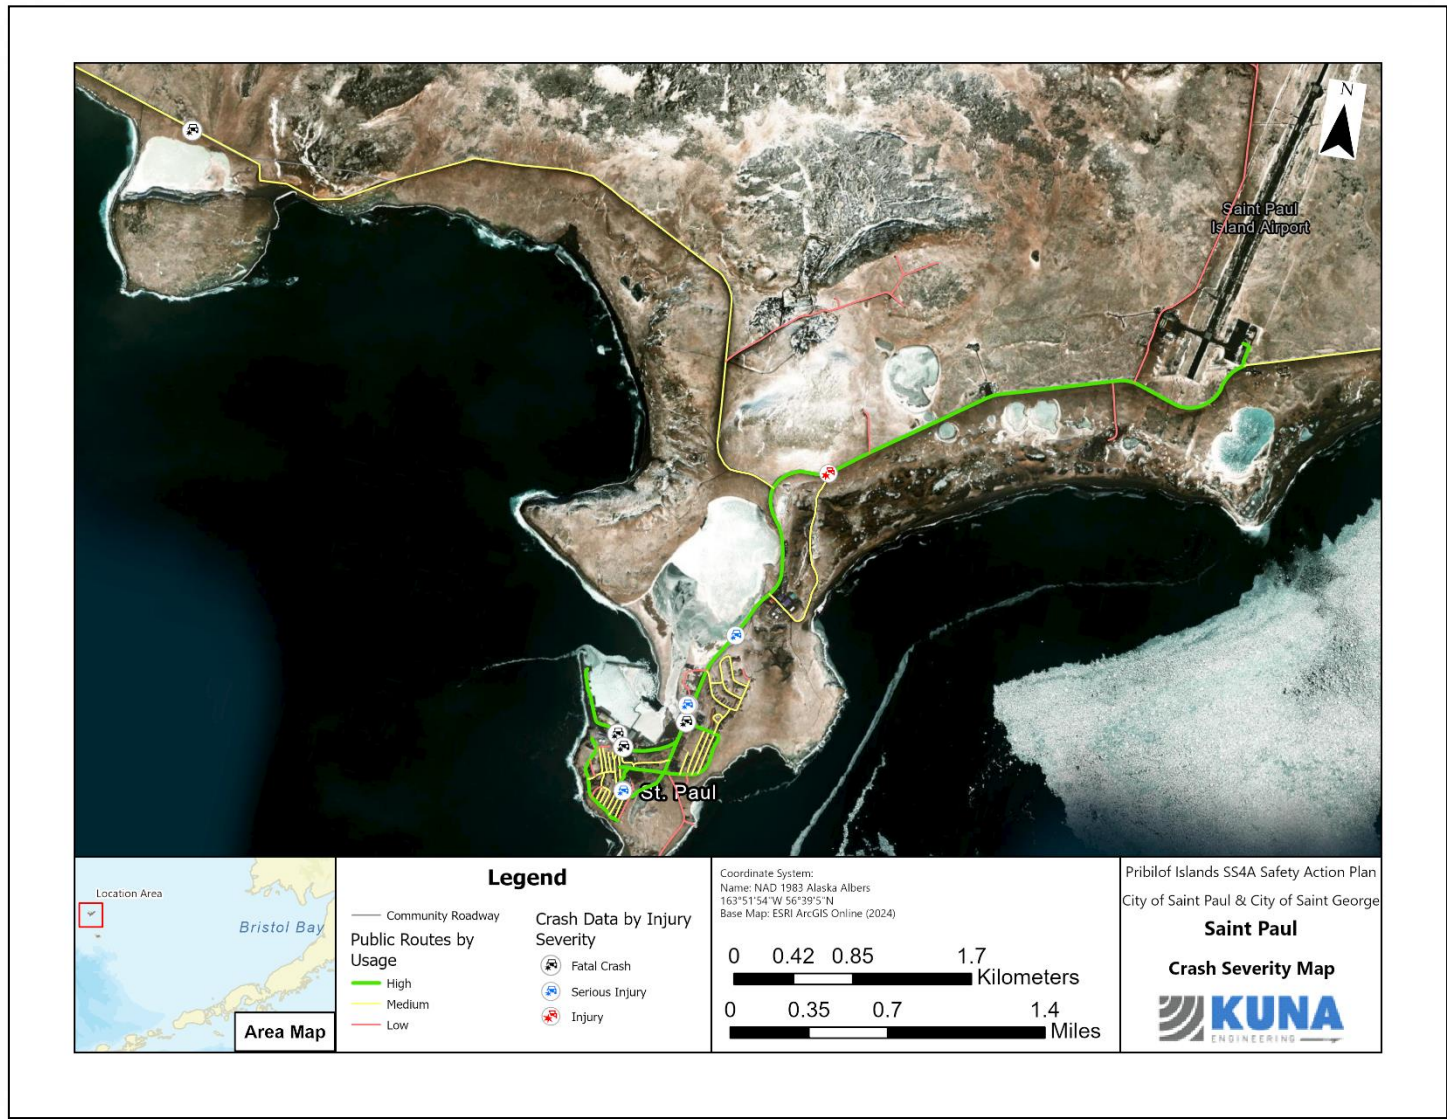 N
Saint Paul
Island Airport
St. Paul
Location Area
Bristol Bay
Area Map
Legend
Community Roadway
Public Routes by
Usage
High
Medium
Low
Crash Data by Injury
Severity
Fatal Crash
Serious Injury
Injury
Coordinate System:
Name: NAD 1983 Alaska Albers
163°51'54"W 56°39'5"N
Base Map: ESRI ArcGIS Online (2024)
0 0.42 0.85 1.7
Kilometers
0 0.35 0.7 1.4
Miles
Pribilof Islands SS4A Safety Action Plan
City of Saint Paul & City of Saint George
Saint Paul
Crash Severity Map
KUNA
ENGINEERING